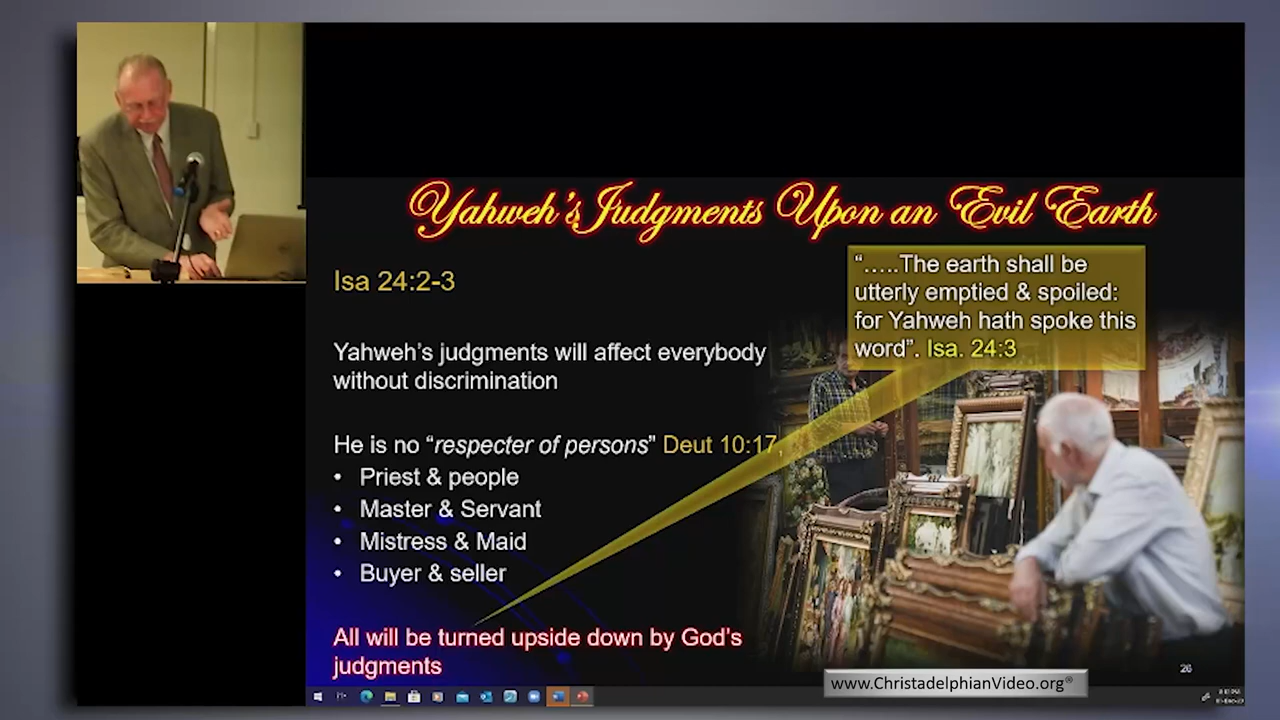 Yahweh's Judgments Upon an Evil Earth
Isa 24:2-3
".....The earth shall be
utterly emptied & spoiled:
for Yahweh hath spoke this
word". Isa. 24:3
Yahweh's judgments will affect everybody
without discrimination
He is no "respecter of persons" Deut 10:17,
• Priest & people
• Master & Servant
• Mistress & Maid
• Buyer & seller
All will be turned upside down by God's
judgments
26
www.ChristadelphianVideo.org®